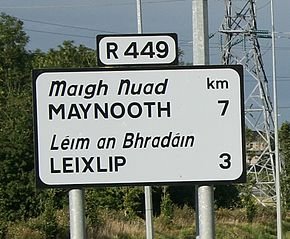 R 449
Maigh Nuad km
MAYNOOTH 7
Léim an Bhradáin
LEIXLIP 3